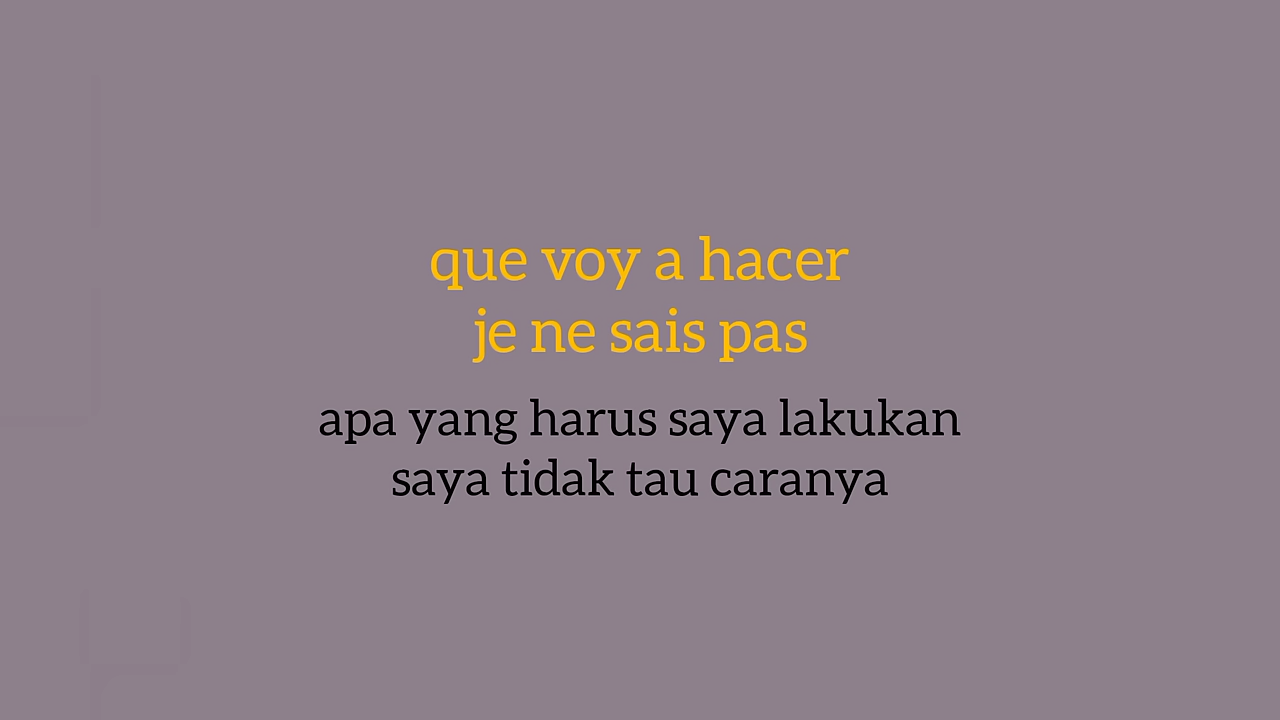 que voy a hacer
je ne sais pas
apa yang harus saya lakukan
saya tidak tau caranya